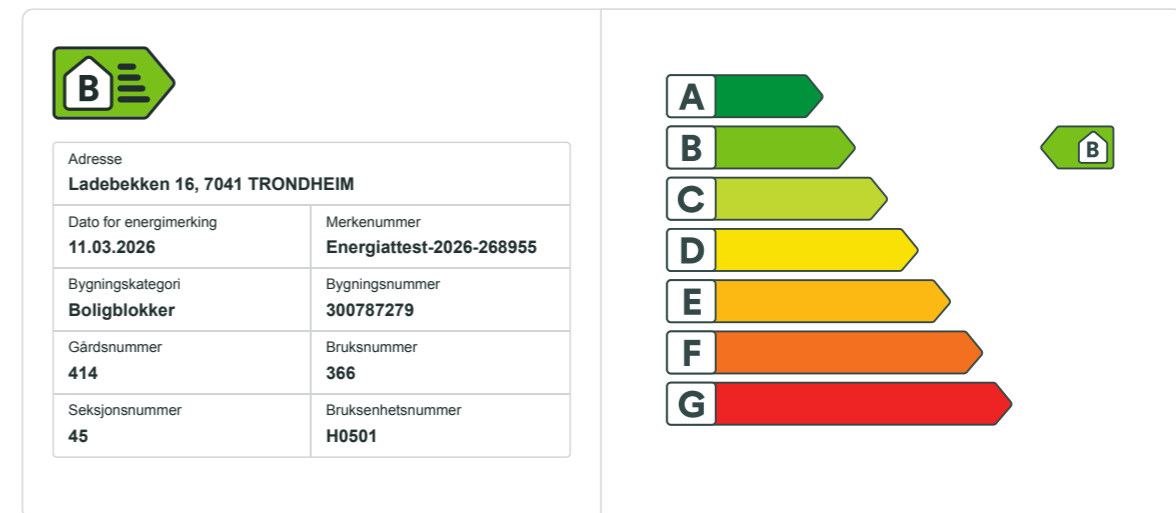 B
Adresse
Ladebekken 16, 7041 TRONDHEIM
Dato for energimerking
11.03.2026
Merkenummer
Energiattest-2026-268955
Bygningskategori
Boligblokker
Bygningsnummer
300787279
Gårdsnummer
414
Bruksnummer
366
Seksjonsnummer
45
Bruksenhetsnummer
H0501
A
B
B
C
D
E
F
G